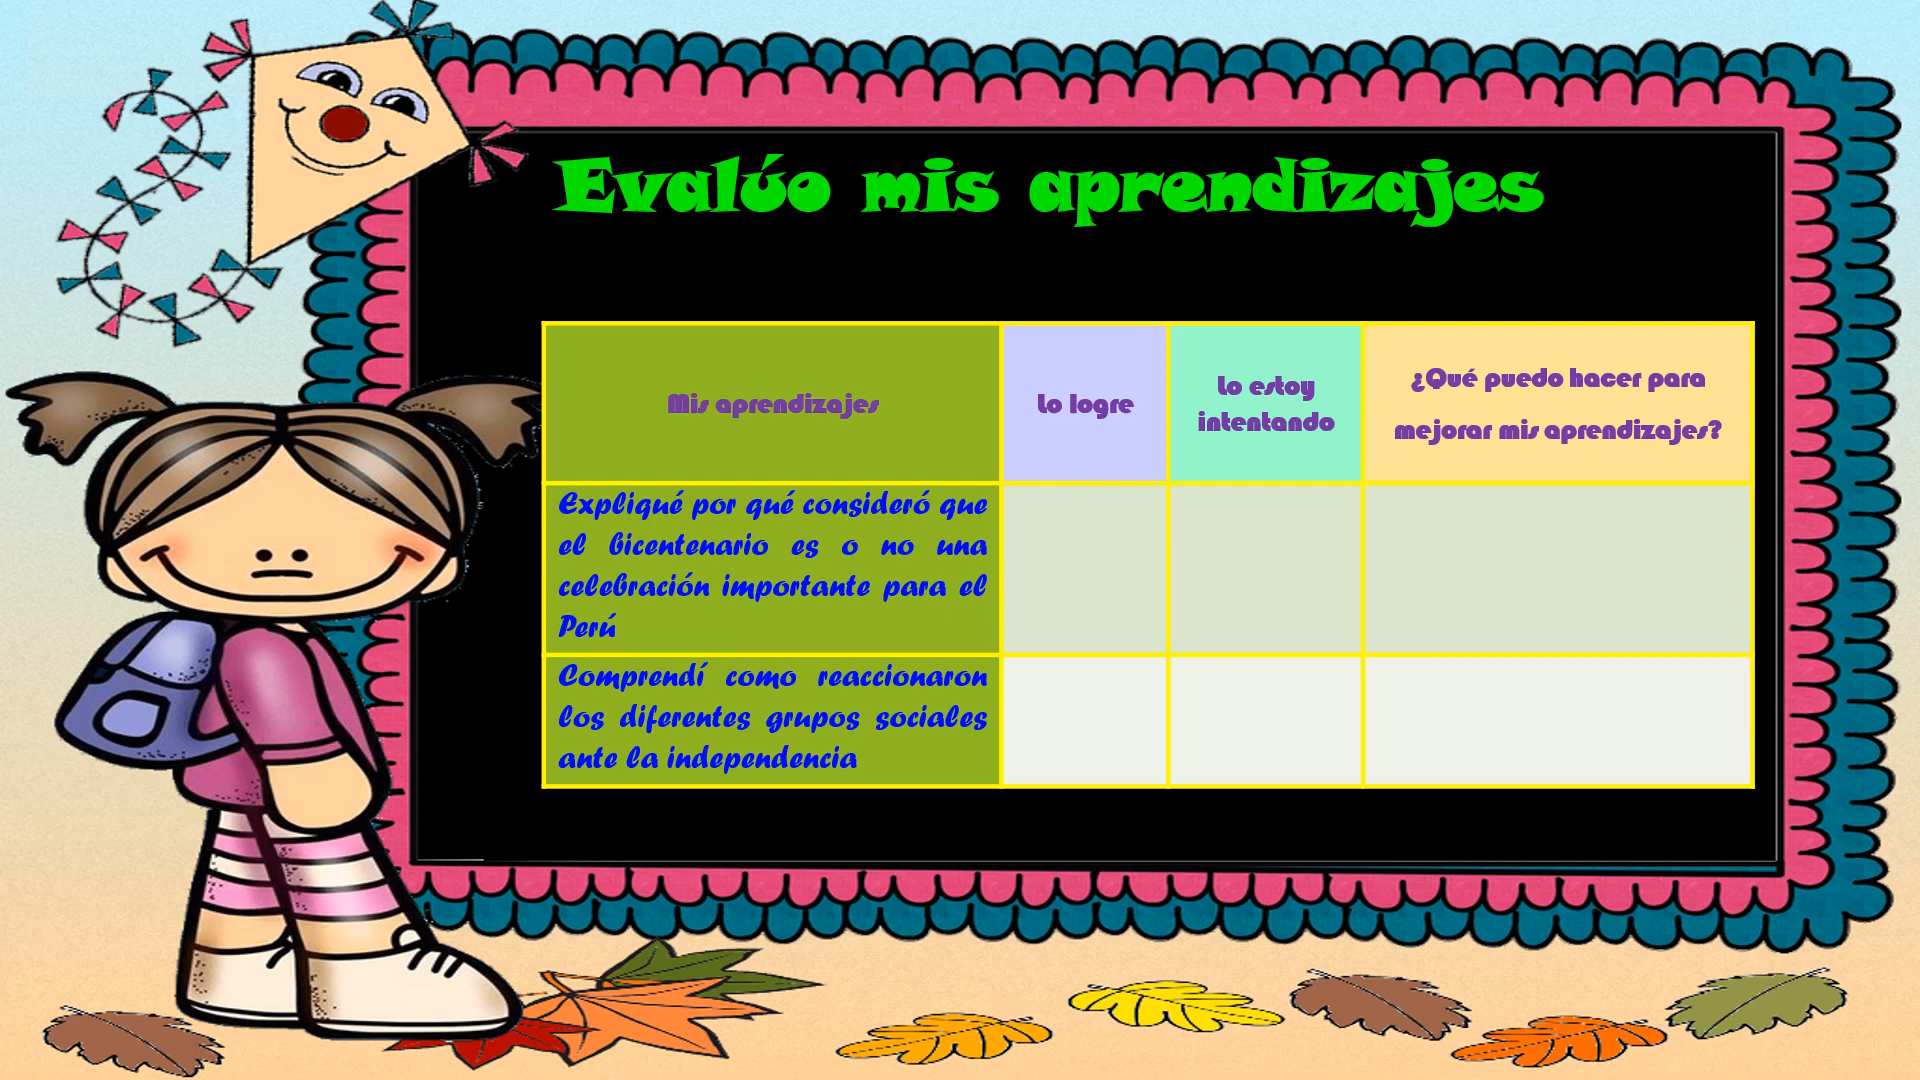 Evalúo mis aprendizajes
Mis aprendizajes
Lo logre
Lo estoy
intentando
¿Qué puedo hacer para
mejorar mis aprendizajes?
Expliqué por qué consideró que
el bicentenario es o no una
celebración importante para el
Perú
Comprendí como reaccionaron
los diferentes grupos sociales
ante la independencia